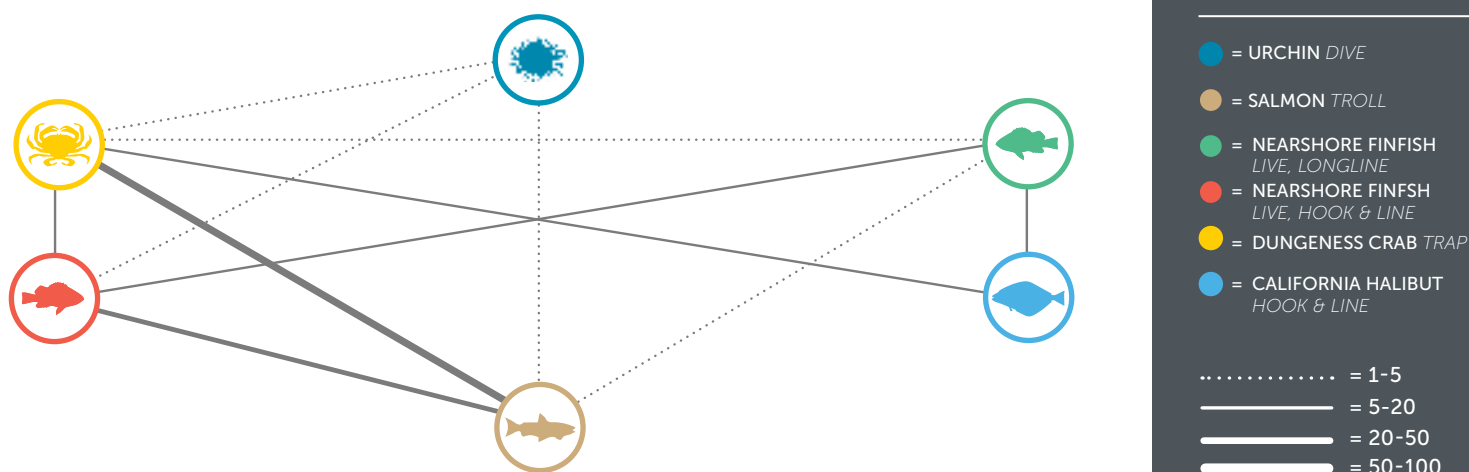 = URCHIN DIVE
= SALMON TROLL
= NEARSHORE FINFISH
LIVE, LONGLINE
= NEARSHORE FINFSH
LIVE, HOOK & LINE
= DUNGENESS CRAB TRAP
= CALIFORNIA HALIBUT
HOOK & LINE
= 1-5
= 5-20
= 20-50
= 50-100